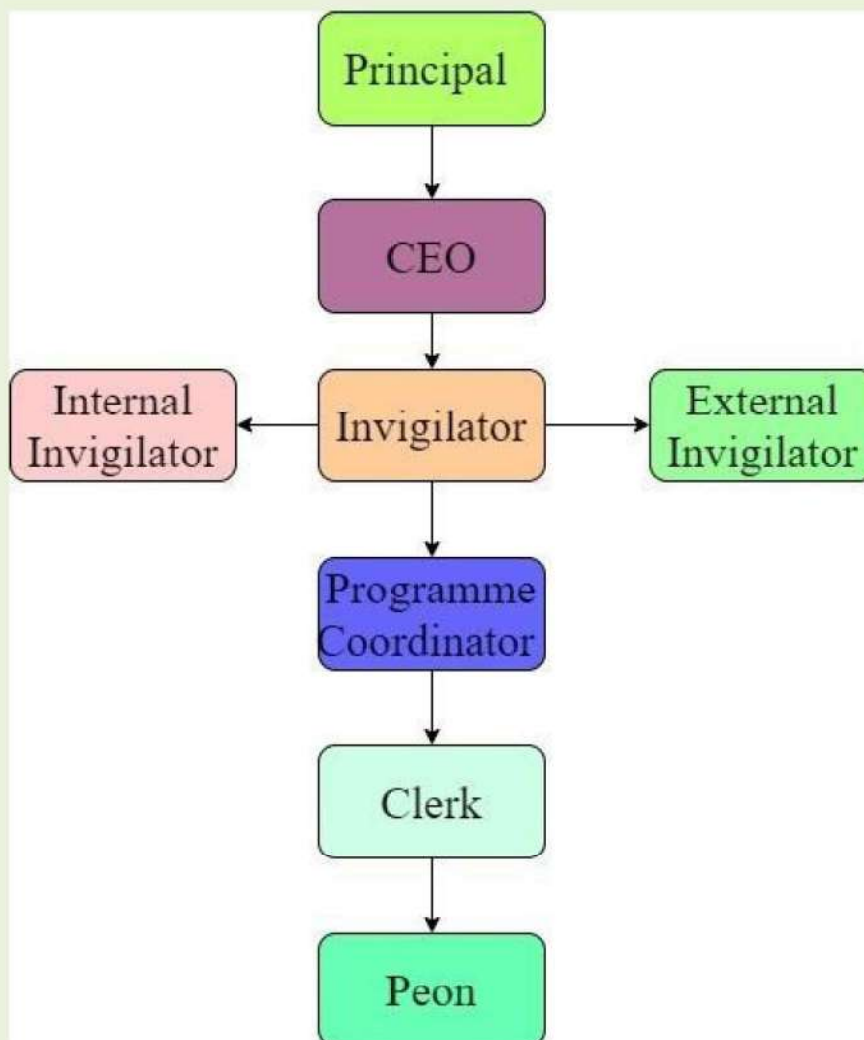 Principal
CEO
Internal
Invigilator
Invigilator
External
Invigilator
Programme
Coordinator
Clerk
Peon